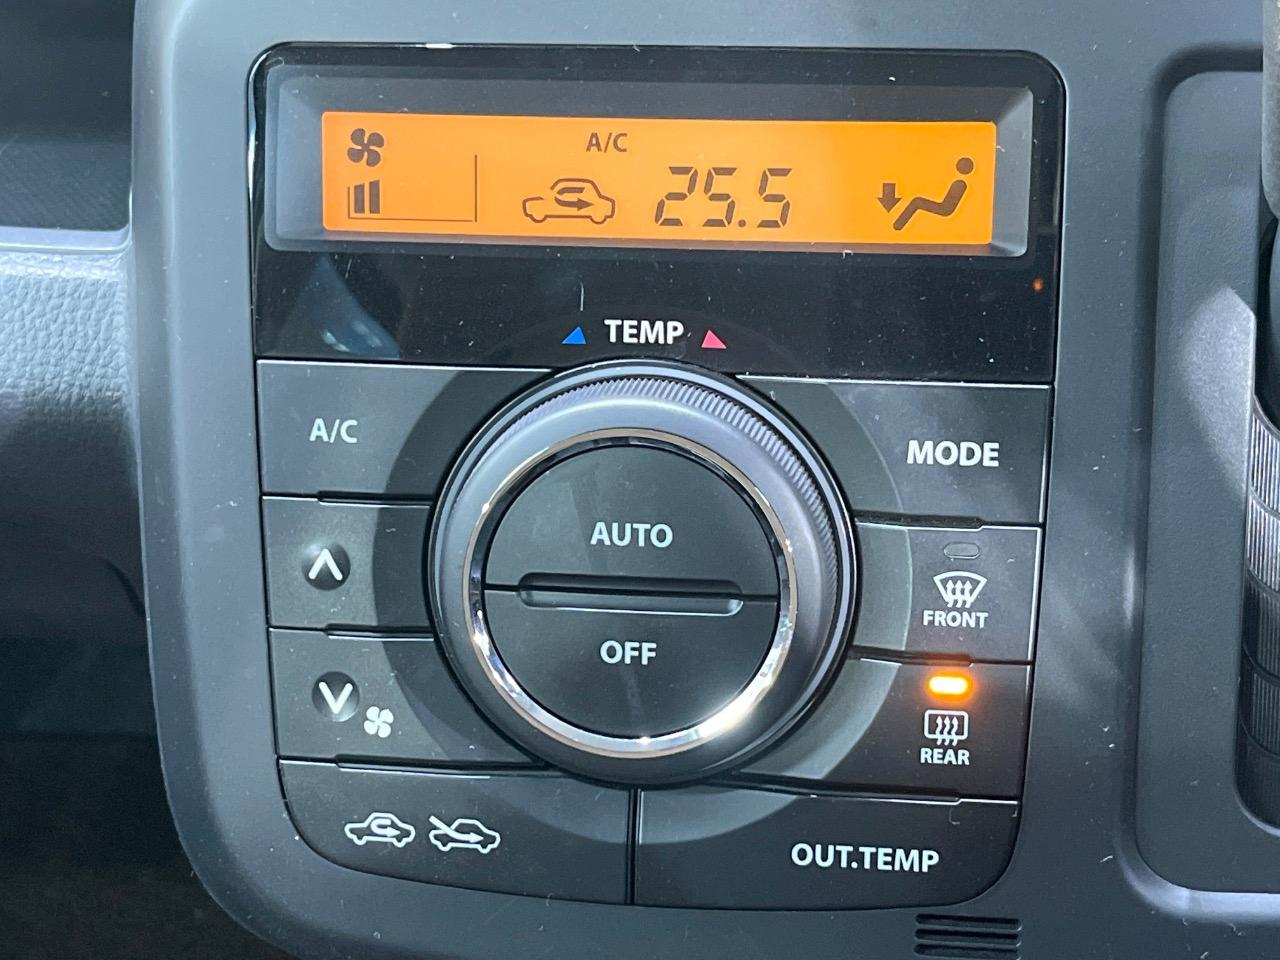 A/C
25.5
TEMP
A/C
MODE
AUTO
FRONT
OFF
REAR
OUT.TEMP